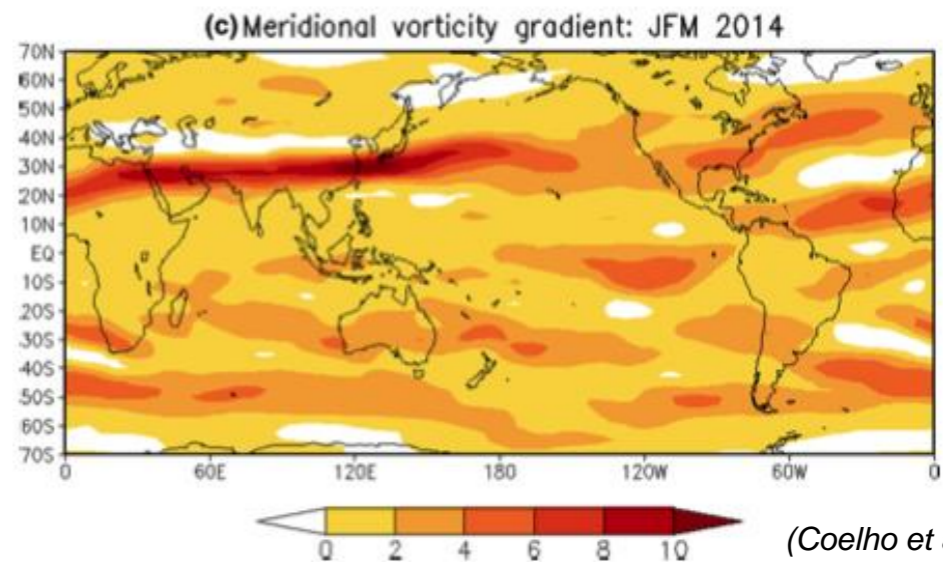 (c) Meridional vorticity gradient: JFM 2014
70N
60N
50N
40N
30N
20N
10N
EQ
10S
20S
30S
40S
50S
60S
70S
0 60E 120E 180 120W 60W 0
0 2 4 6 8 10
(Coelho et